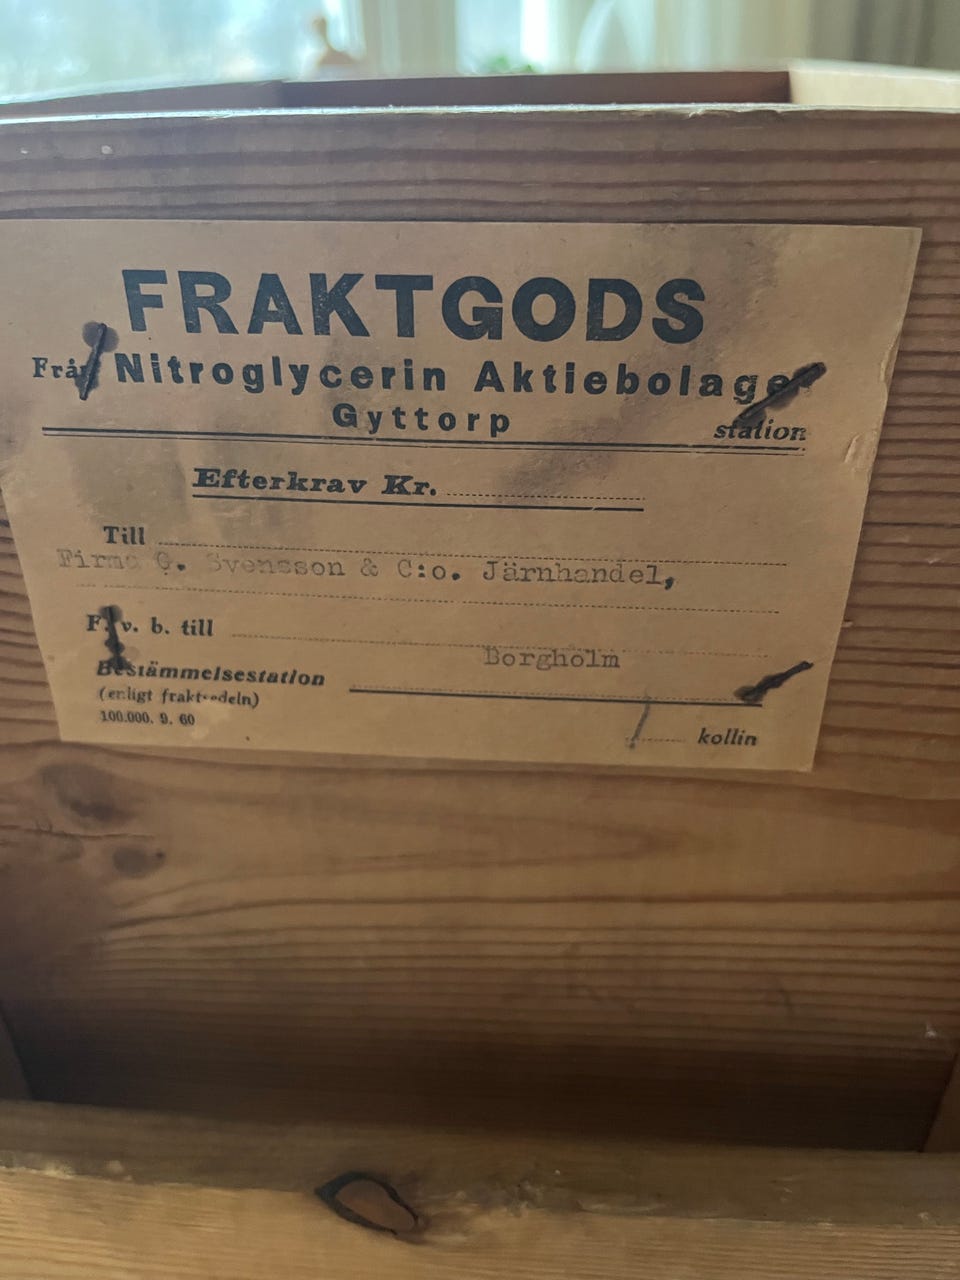 FRAKTGODS
Från Nitroglycerin Aktiebolaget
Gyttorp
station
Efterkrav Kr.
Till
Firma G. Svensson & C:o. Järnhandel,
F. v. b. till
Borgholm
Bestämmelsestation
(enligt fraktsedeln)
100.000. 9. 60
1 kollin